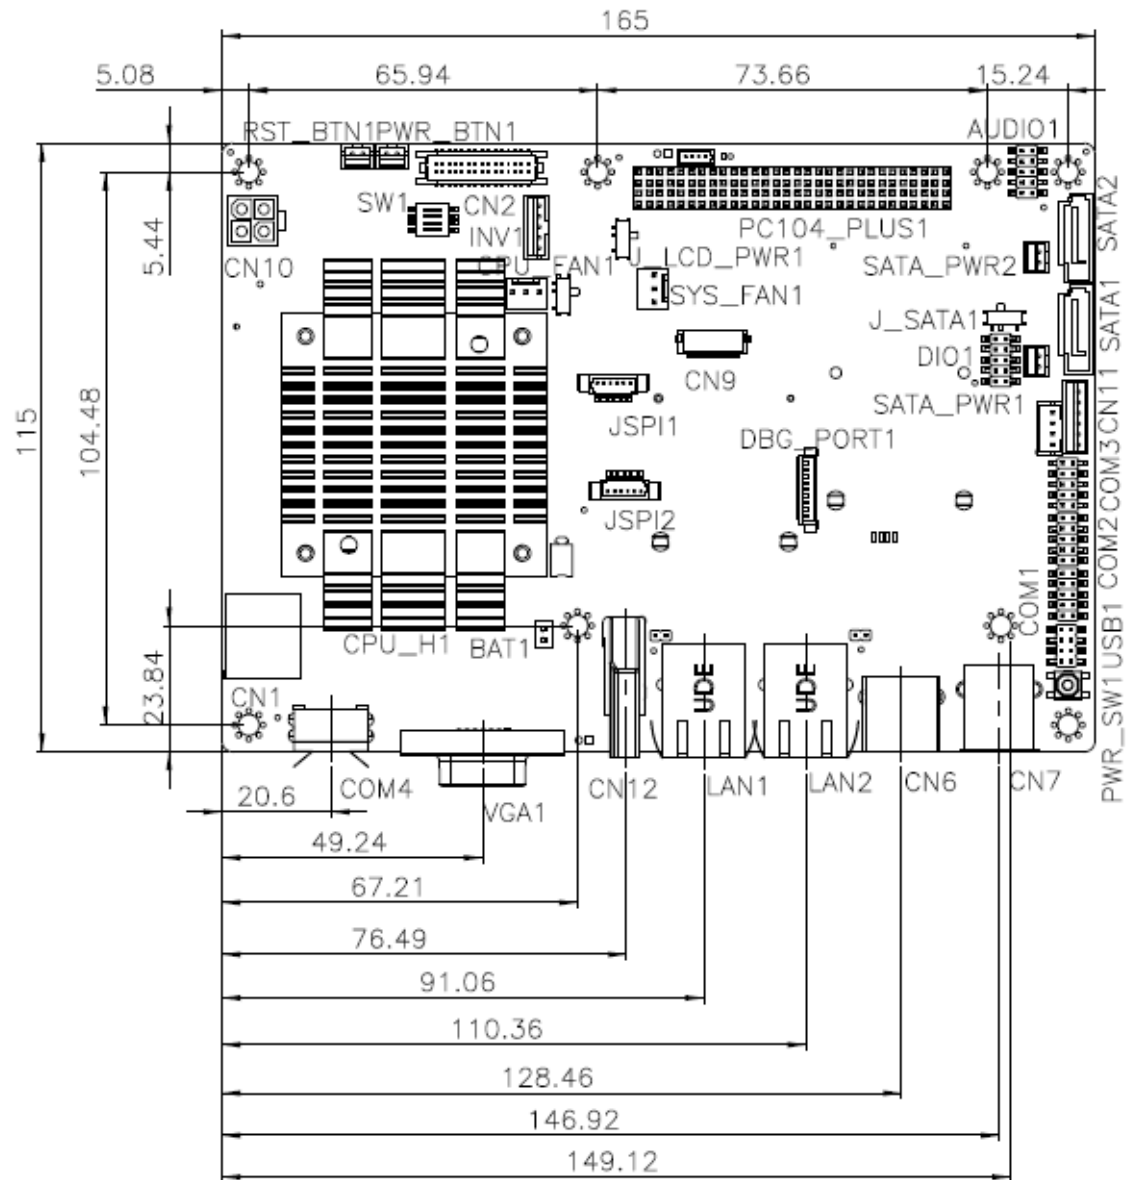 165
5.08
65.94
73.66
15.24
RST_BTN1
PWR_BTN1
AUDIO1
SW1
CN2
INV1
PC104_PLUS1
SATA2
5.44
CN10
CPU_FAN1
J_LCD_PWR1
SATA_PWR2
SYS_FAN1
J_SATA1
SATA1
DIO1
CN9
SATA_PWR1
CN11
115
104.48
JSPI1
DBG_PORT1
COM3
JSPI2
COM2
COM1
CPU_H1
BAT1
USB1
UDE
UDE
23.84
CN1
PWR_SW1
COM4
VGA1
CN12
LAN1
LAN2
CN6
CN7
20.6
49.24
67.21
76.49
91.06
110.36
128.46
146.92
149.12